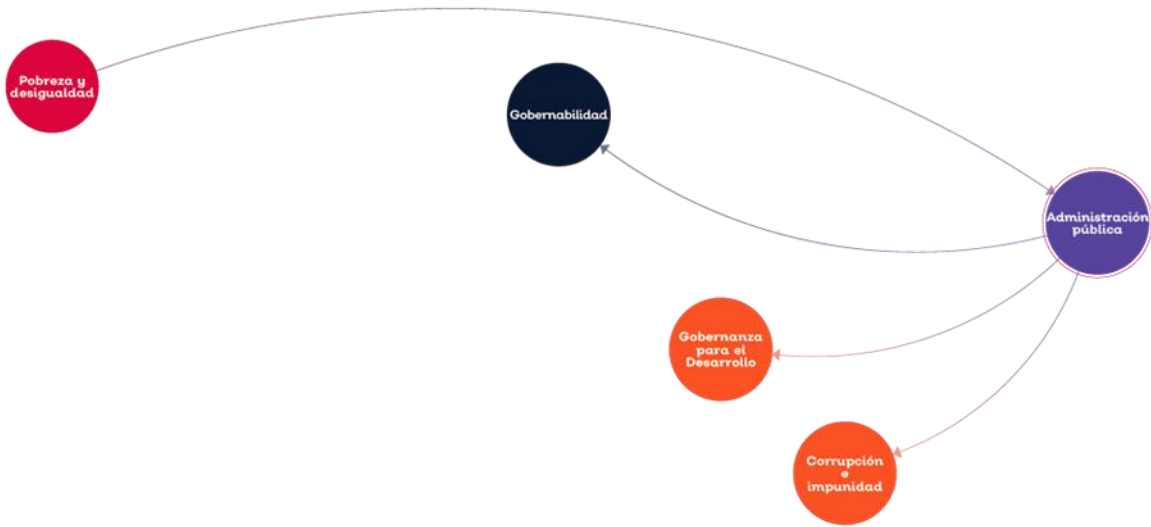 Pobreza y
desigualdad
Gobernabilidad
Administración
pública
Gobernanza
para el
Desarrollo
Corrupción
e
impunidad